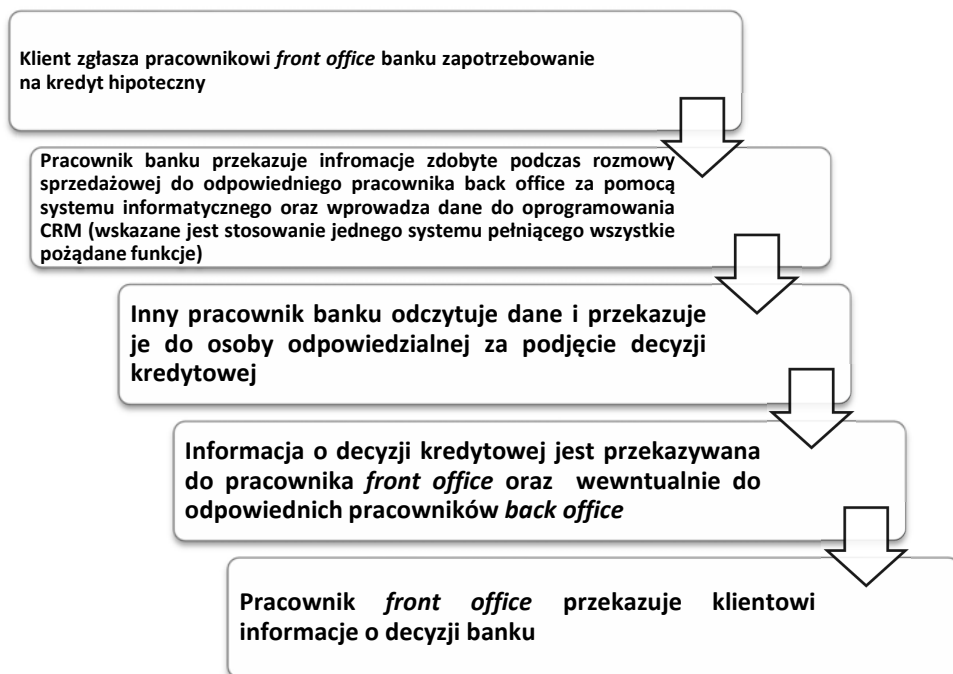 Klient zgłasza pracownikowi front office banku zapotrzebowanie
na kredyt hipoteczny
Pracownik banku przekazuje infromacje zdobyte podczas rozmowy
sprzedażowej do odpowiedniego pracownika back office za pomocą
systemu informatycznego oraz wprowadza dane do oprogramowania
CRM (wskazane jest stosowanie jednego systemu pełniącego wszystkie
pożądane funkcje)
Inny pracownik banku odczytuje dane i przekazuje
je do osoby odpowiedzialnej za podjęcie decyzji
kredytowej
Informacja o decyzji kredytowej jest przekazywana
do pracownika front office oraz wewntualnie do
odpowiednich pracowników back office
Pracownik front office przekazuje klientowi
informacje o decyzji banku